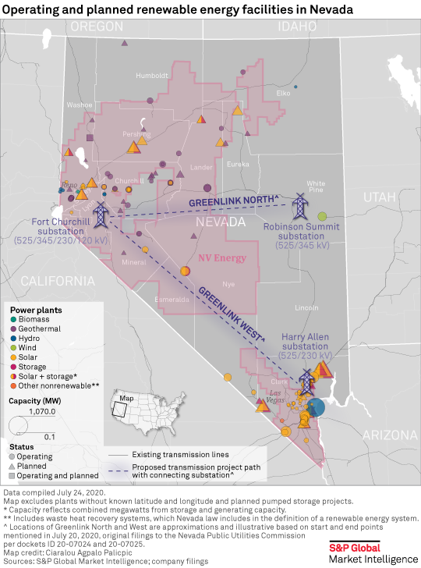 Operating and planned renewable energy facilities in Nevada
OREGON
IDAHO
Humboldt
Elko
Washoe
Pershing
Lander
Eureka
Churchill
Reno
White
Pine
UTAH
GREENLINK NORTH^
NEVADA
Fort Churchill
substation
(525/345/230/120 kV)
Robinson Summit
substation
(525/345 kV)
NV Energy
CALIFORNIA
Mineral
Nye
Esmeralda
GREENLINK WEST^
Lincoln
Harry Allen
substation
(525/230 kV)
Clark
Las
Vegas
ARIZONA
Power plants
Biomass
Geothermal
Hydro
Wind
Solar
Storage
Solar + storage*
Other nonrenewable**
Capacity (MW)
1,070.0
0.1
Map
Status
Operating
Planned
Operating and planned
Existing transmission lines
Proposed transmission project path
with connecting substation^
Data compiled July 24, 2020.
Map excludes plants without known latitude and longitude and planned pumped storage projects.
* Capacity reflects combined megawatts from storage and generating capacity.
** Includes waste heat recovery systems, which Nevada law includes in the definition of a renewable energy system.
^ Locations of Greenlink North and West are approximations and illustrative based on start and end points
mentioned in July 20, 2020, original filings to the Nevada Public Utilities Commission
per dockets ID 20-07024 and 20-07025.
Map credit: Ciaralou Agpalo Palicpic
Sources: S&P Global Market Intelligence; company filings
S&P Global
Market Intelligence